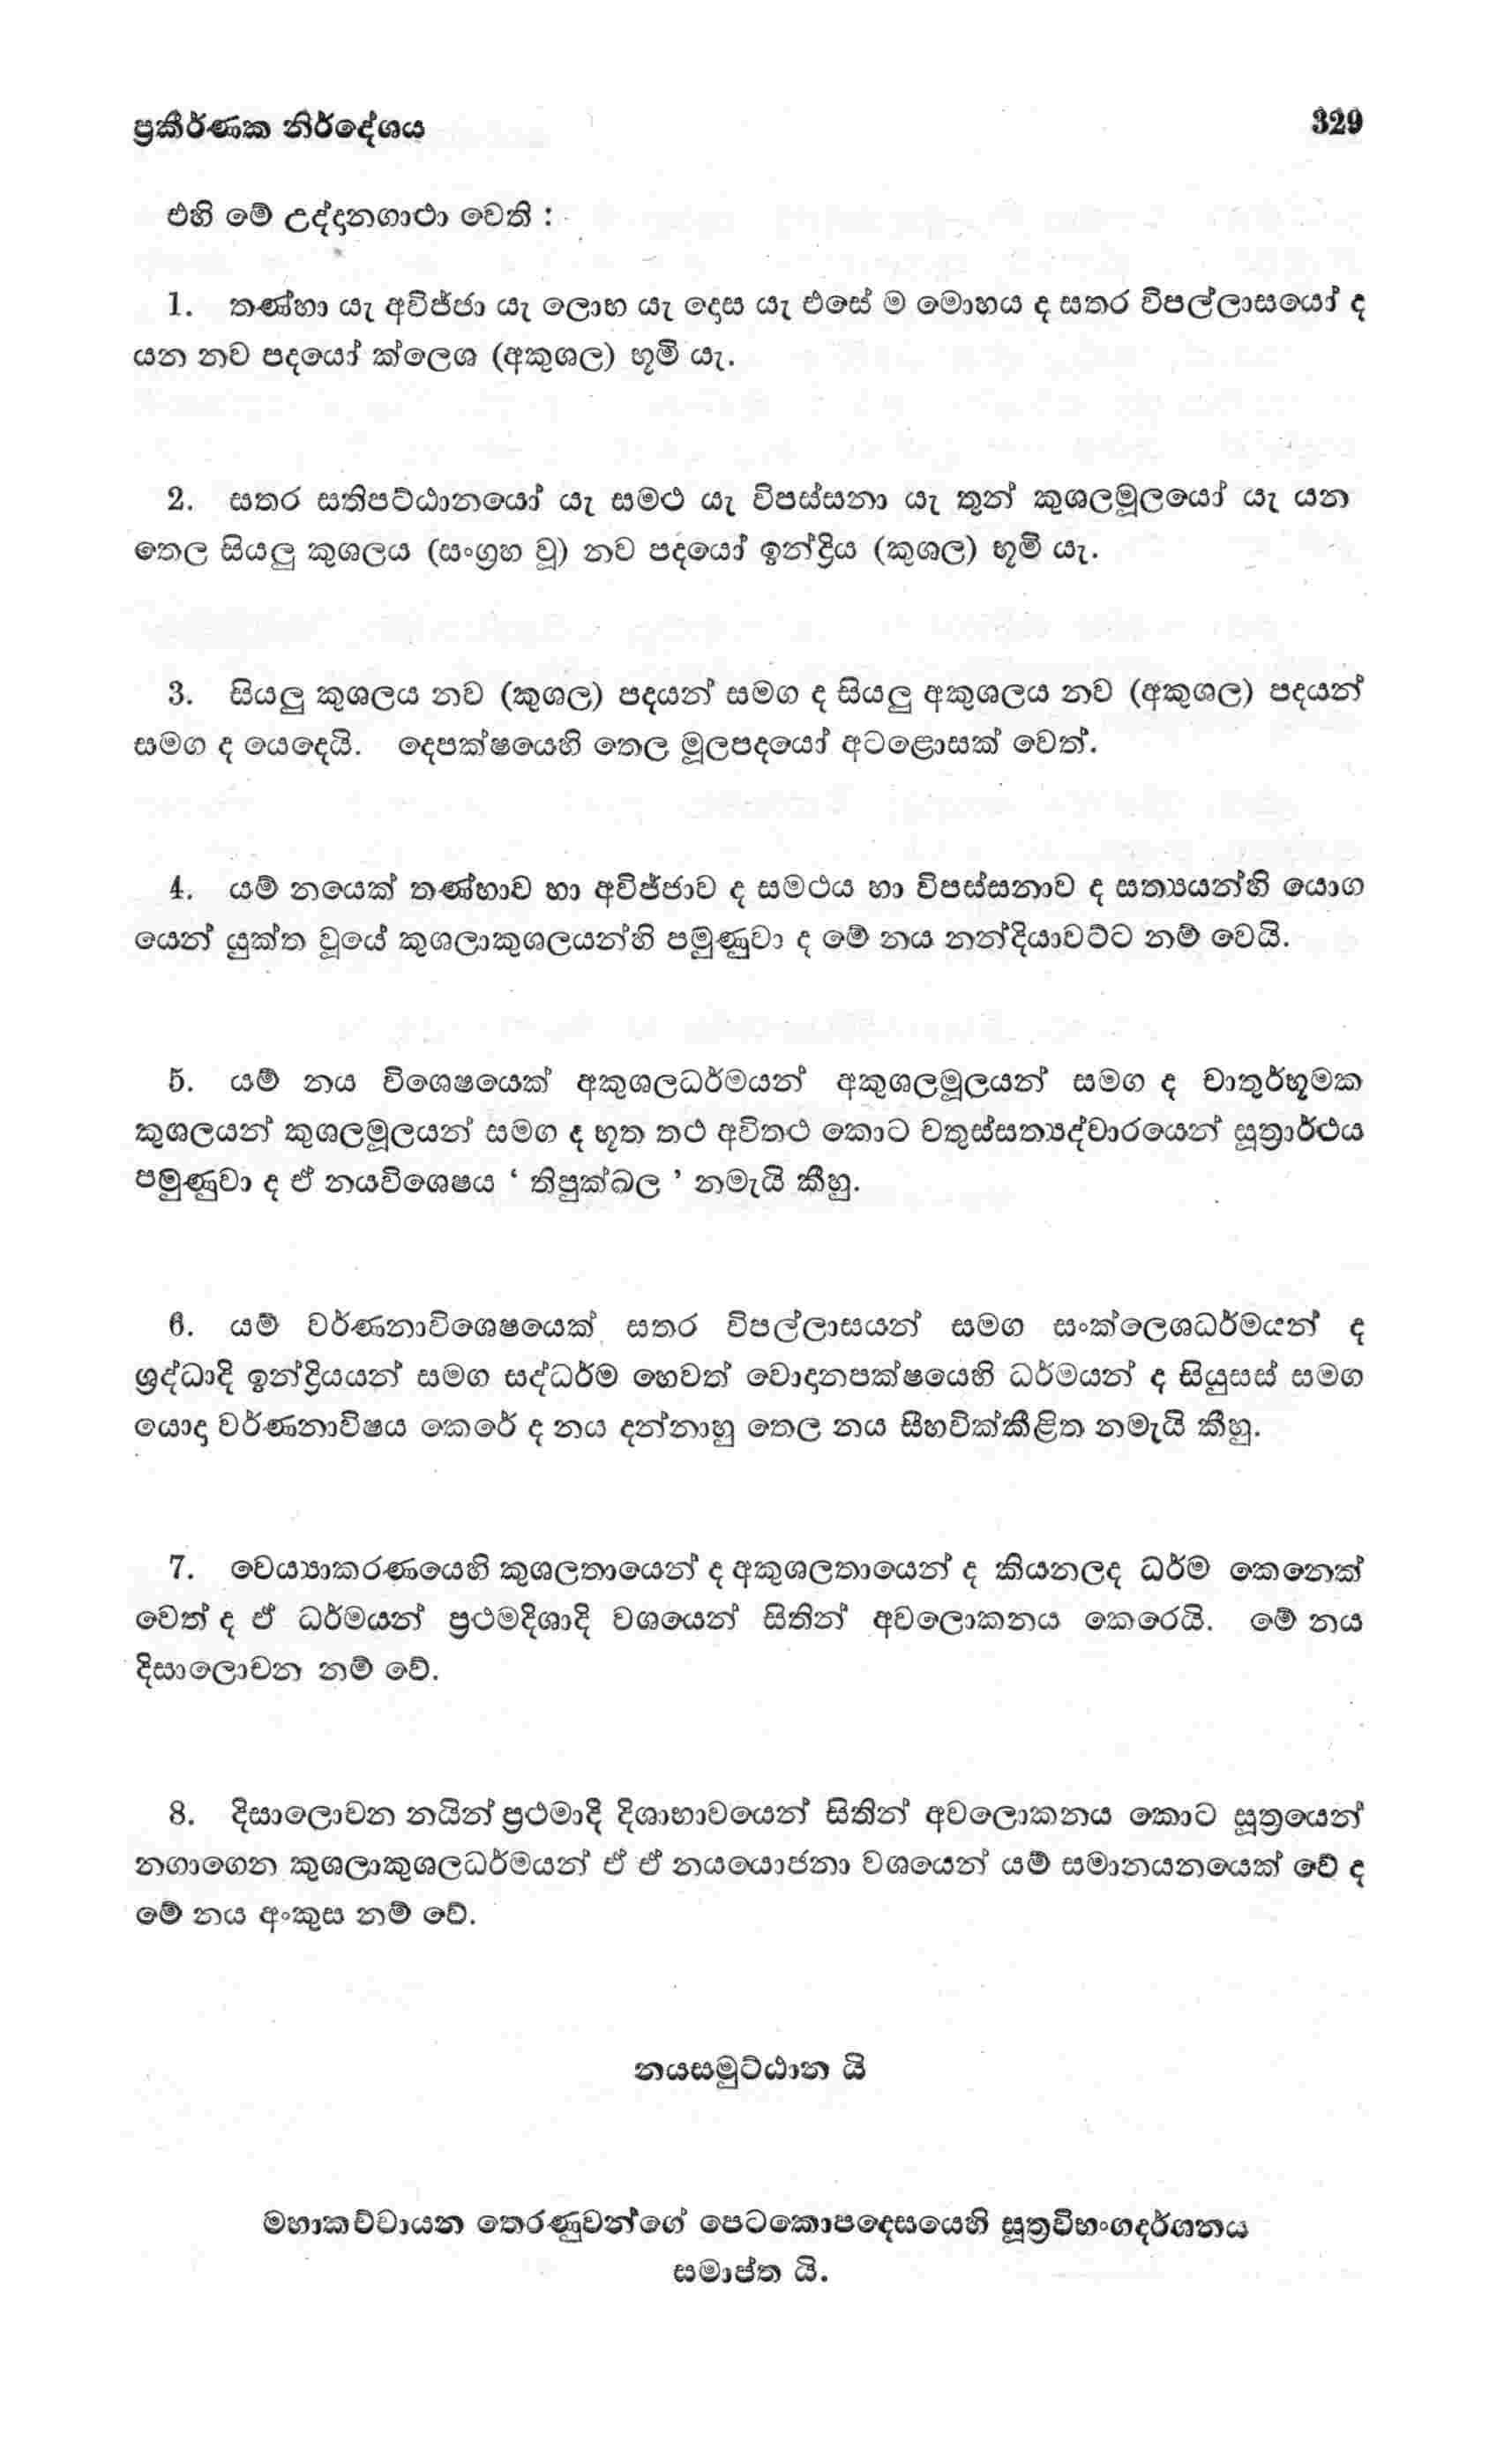 ප්‍රකීර්ණක නිර්දේශය 329
එහි මේ උද්දානගාථා වෙති :
1. තණ්හා යැ අවිජ්ජා යැ ලොභ යැ දොස යැ එසේ ම මොහය ද සතර විපල්ලාසයෝ ද
යන නව පදයෝ ක්ලෙශ (අකුශල) භූමි යැ.
2. සතර සතිපට්ඨානයෝ යැ සමථ යැ විපස්සනා යැ තුන් කුශලමූලයෝ යැ යන
තෙල සියලු කුශලය (සංග්‍රහ වූ) නව පදයෝ ඉන්ද්‍රිය (කුශල) භූමි යැ.
3. සියලු කුශලය නව (කුශල) පදයන් සමග ද සියලු අකුශලය නව (අකුශල) පදයන්
සමග ද යෙදෙයි. දෙපක්ෂයෙහි තෙල මූලපදයෝ අටළොසක් වෙත්.
4. යම් නයෙක් තණ්හාව හා අවිජ්ජාව ද සමථය හා විපස්සනාව ද සත්‍යයන්හි යොග
යෙන් යුක්ත වූයේ කුශලාකුශලයන්හි පමුණුවා ද මේ නය නන්දියාවට්ට නම් වෙයි.
5. යම් නය විශෙෂයෙක් අකුශලධර්මයන් අකුශලමූලයන් සමග ද චාතුර්භූමක
කුශලයන් කුශලමූලයන් සමග ද භූත තථ අවිතථ කොට චතුස්සත්‍යද්වාරයෙන් සූත්‍රාර්ථය
පමුණුවා ද ඒ නයවිශෙෂය ‘ තිපුක්ඛල ’ නමැයි කීහු.
6. යම් වර්ණනාවිශෙෂයෙක් සතර විපල්ලාසයන් සමග සංක්ලෙශධර්මයන් ද
ශ්‍රද්ධාදි ඉන්ද්‍රියයන් සමග සද්ධර්ම හෙවත් වොදානපක්ෂයෙහි ධර්මයන් ද සියුසස් සමග
යොදා වර්ණනාවිෂය කෙරේ ද නය දන්නාහු තෙල නය සීහවික්කීළිත නමැයි කීහු.
7. වෙය්‍යාකරණයෙහි කුශලතායෙන් ද අකුශලතායෙන් ද කියනලද ධර්ම කෙනෙක්
වෙත් ද ඒ ධර්මයන් ප්‍රථමදිශාදි වශයෙන් සිතින් අවලොකනය කෙරෙයි. මේ නය
දිසාලොචන නම් වේ.
8. දිසාලොචන නයින් ප්‍රථමාදි දිශාභාවයෙන් සිතින් අවලොකනය කොට සූත්‍රයෙන්
නගාගෙන කුශලාකුශලධර්මයන් ඒ ඒ නයයොජනා වශයෙන් යම් සමානයනයෙක් වේ ද
මේ නය අංකුස නම් වේ.
නයසමුට්ඨාන යි
මහාකච්චායන තෙරණුවන්ගේ පෙටකොපදෙසයෙහි සූත්‍රවිභංගදර්ශනය
සමාප්ත යි.